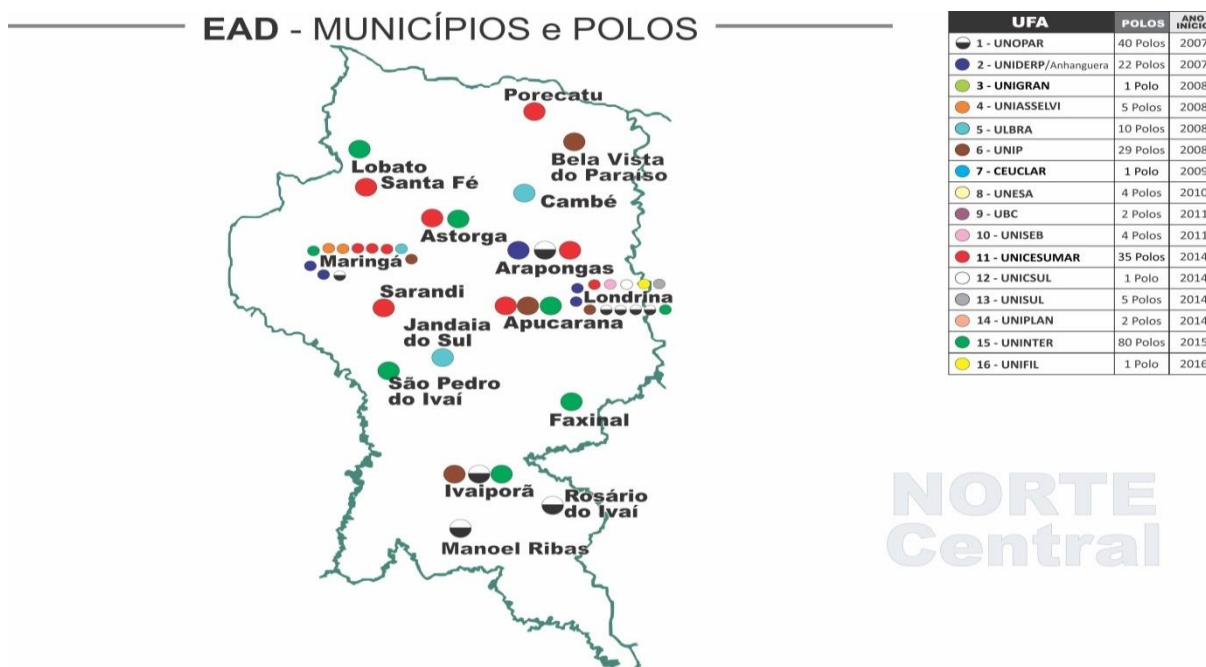 EAD - MUNICÍPIOS e POLOS
Porecatu
Bela Vista
do Paraíso
Lobato
Santa Fé
Cambé
Astorga
Maringá
Arapongas
Sarandi
Londrina
Apucarana
Jandaia
do Sul
São Pedro
do Ivaí
Faxinal
Ivaiporã
Rosário
do Ivaí
Manoel Ribas
UFA POLOS ANO INÍCIO
1 - UNOPAR 40 Polos 2007
2 - UNIDERP/Anhanguera 22 Polos 2007
3 - UNIGRAN 1 Polo 2008
4 - UNIASSELVI 5 Polos 2008
5 - ULBRA 10 Polos 2008
6 - UNIP 29 Polos 2008
7 - CEUCLAR 1 Polo 2009
8 - UNESA 4 Polos 2010
9 - UBC 2 Polos 2011
10 - UNISEB 4 Polos 2011
11 - UNICESUMAR 35 Polos 2014
12 - UNICSUL 1 Polo 2014
13 - UNISUL 5 Polos 2014
14 - UNIPLAN 2 Polos 2014
15 - UNINTER 80 Polos 2015
16 - UNIFIL 1 Polo 2016
NORTE
Central